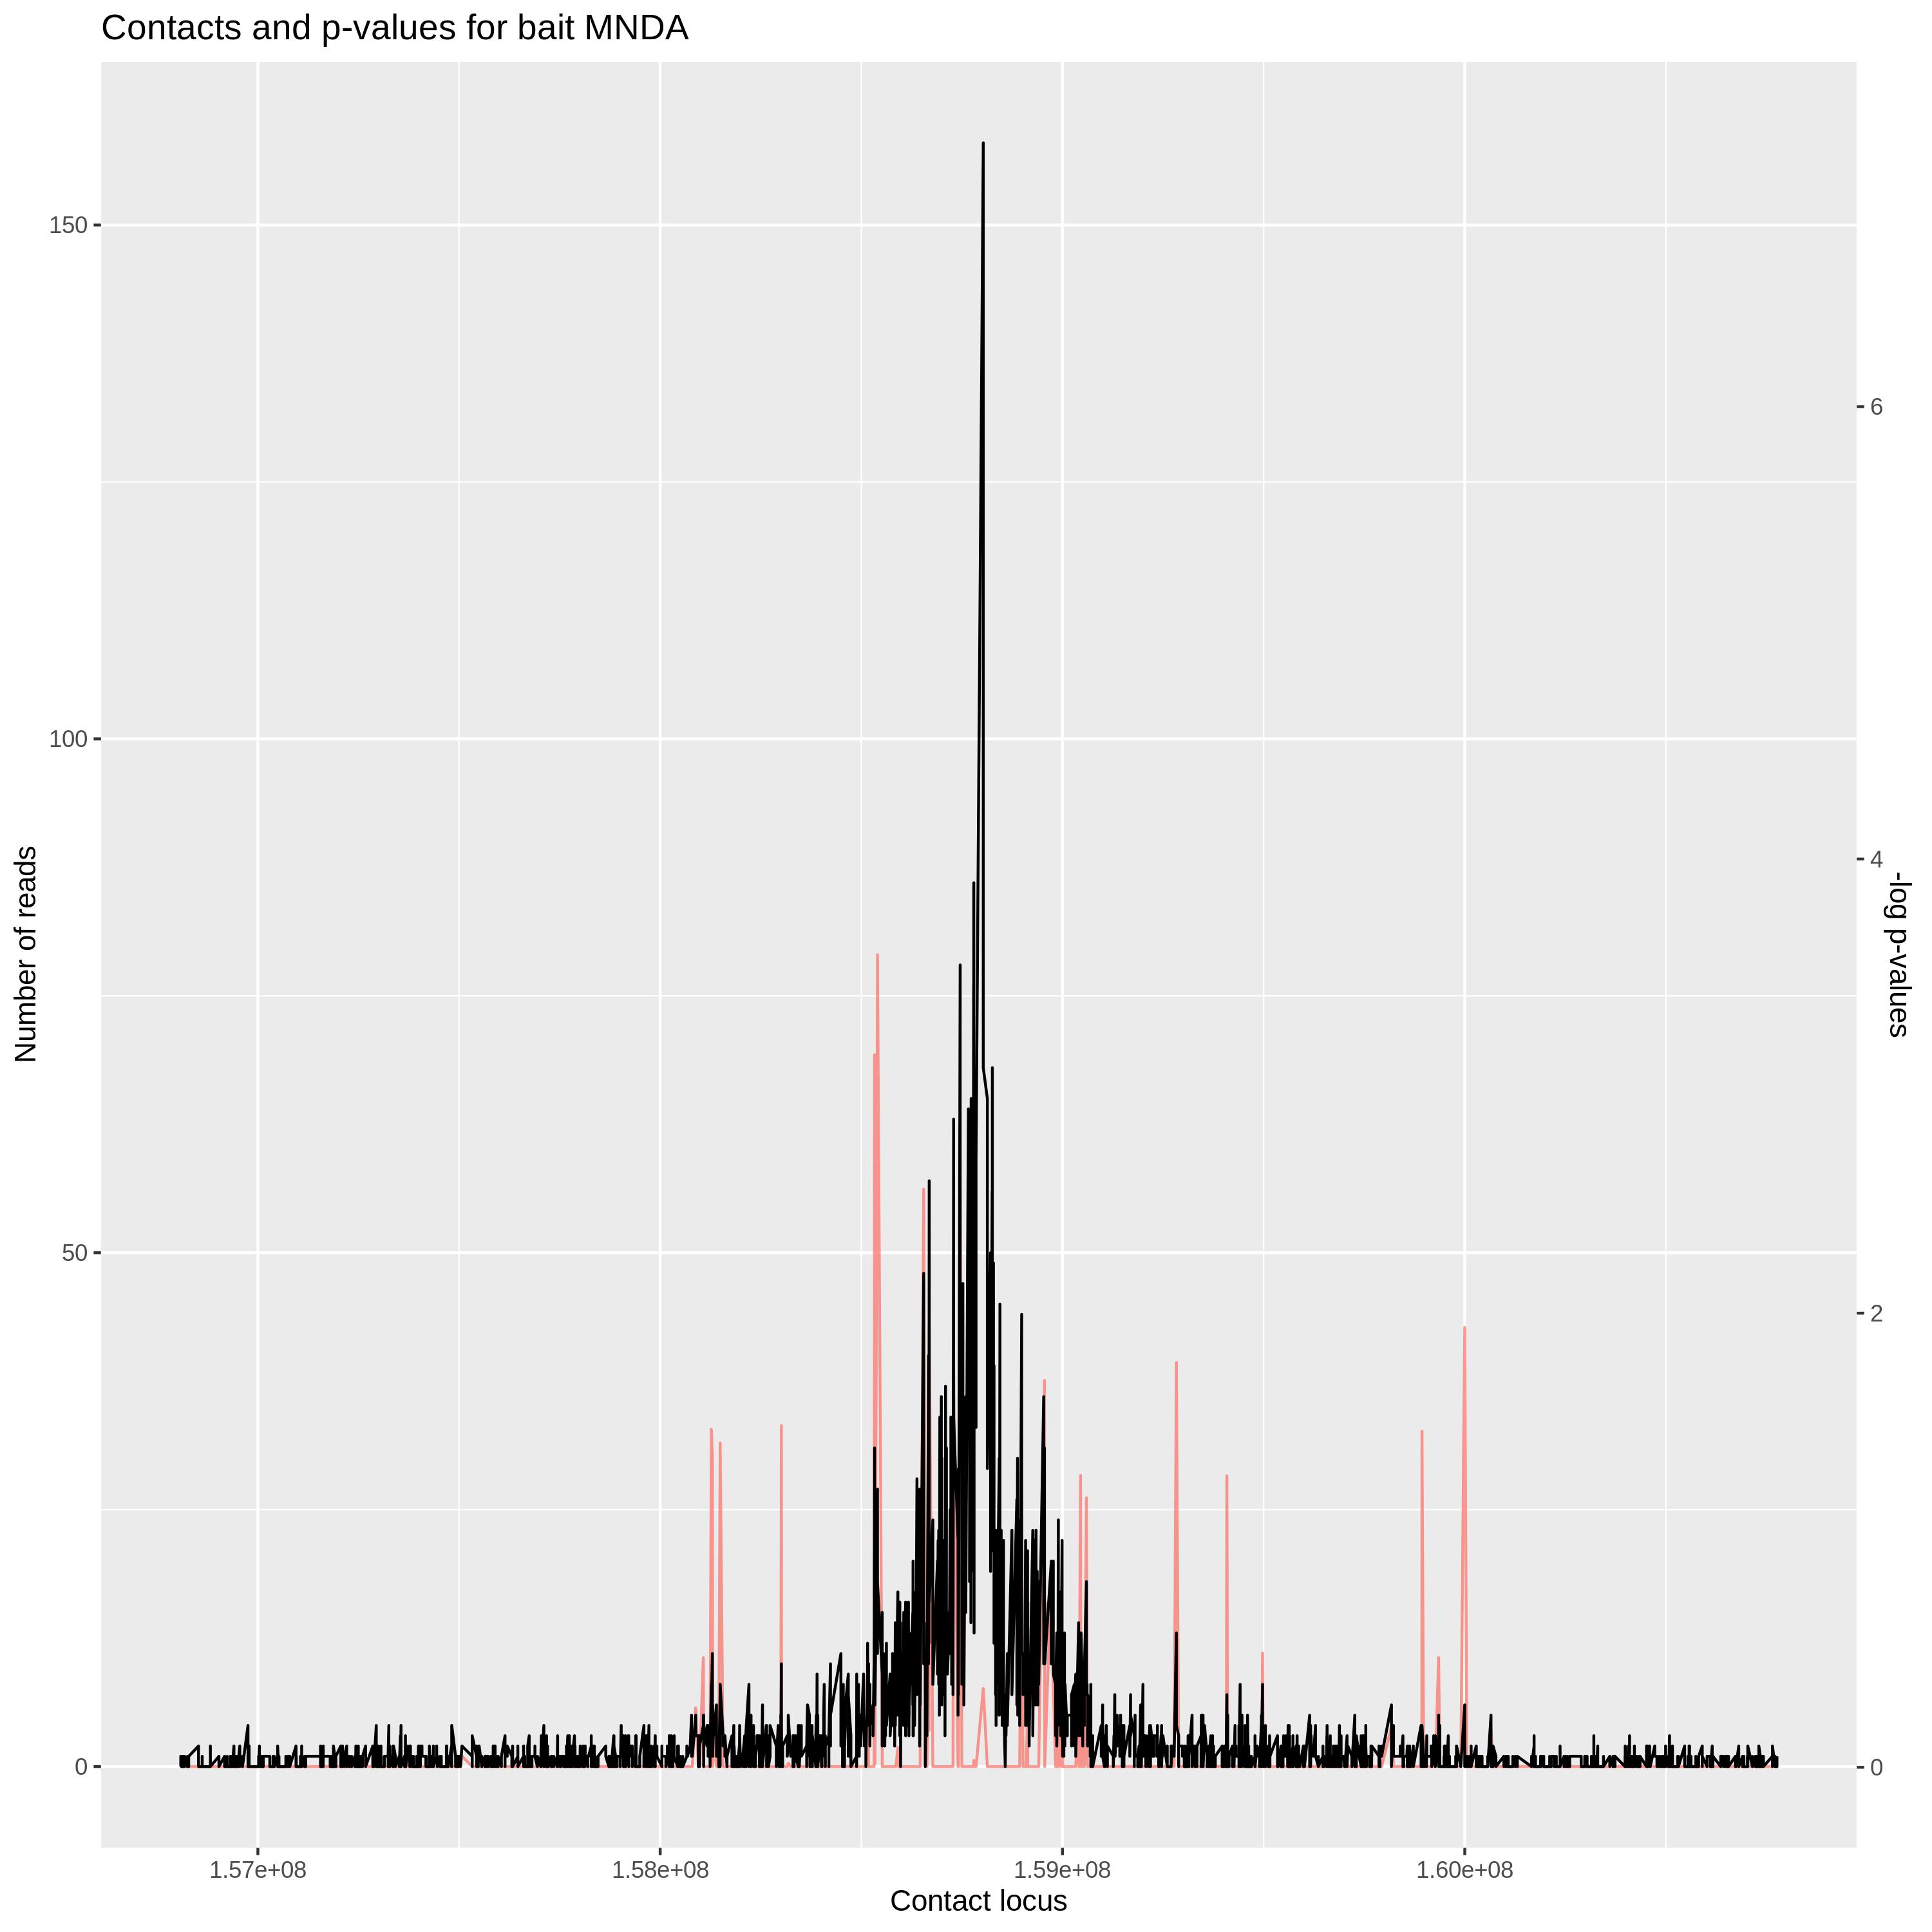 Contacts and p-values for bait MNDA
150
100
50
0
Number of reads
6
4
2
0
-log p-values
1.57e+08
1.58e+08
1.59e+08
1.60e+08
Contact locus